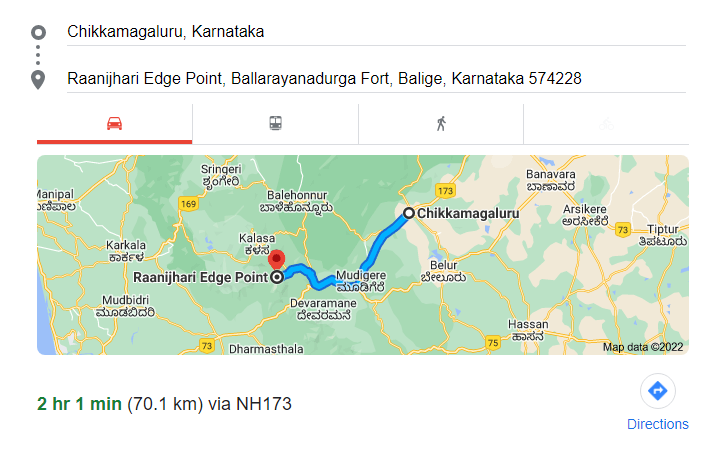 Chikkamagaluru, Karnataka
Raanijhari Edge Point, Ballarayanadurga Fort, Balige, Karnataka 574228
Sringeri
ಶೃಂಗೇರಿ
Manipal
ಮಣಿಪಾಲ
169
Balehonnur
ಬಾಳೆಹೊನ್ನೂರು
173
Banavara
ಬಾಣಾವರ
Chikkamagaluru
Arsikere
ಅರಸೀಕೆರೆ
73
Tiptur
ತಿಪಟೂರು
Karkala
ಕಾರ್ಕಳ
Kalasa
ಕಳಸ
Raanijhari Edge Point
Mudigere
ಮೂಡಿಗೆರೆ
Belur
ಬೇಲೂರು
Mudbidri
ಮೂಡಬಿದರಿ
Devaramane
ದೇವರಮನೆ
Hassan
ಹಾಸನ
73
Dharmasthala
75
Map data ©2022
2 hr 1 min (70.1 km) via NH173
Directions